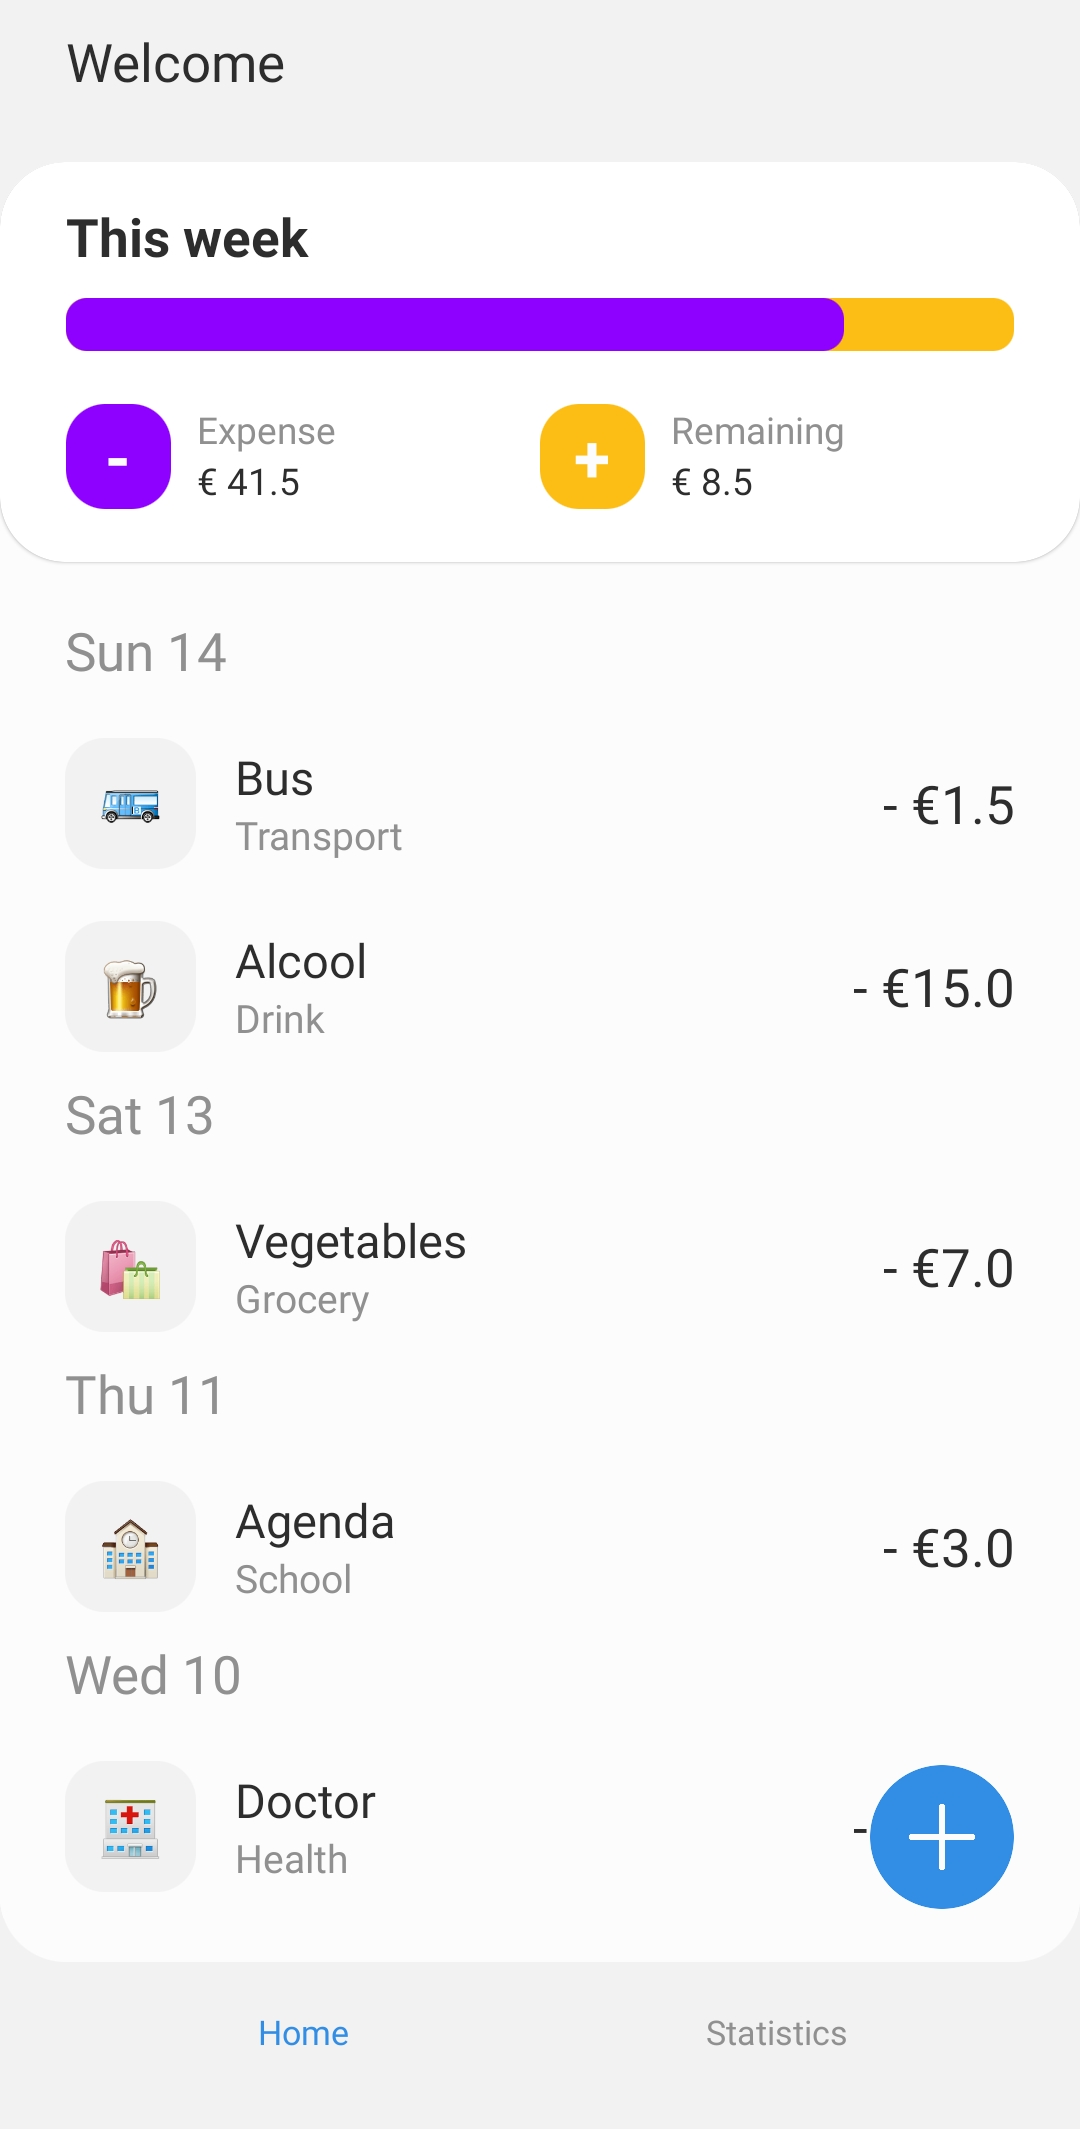 Welcome
This week
- Expense
€ 41.5
+ Remaining
€ 8.5
Sun 14
Bus
Transport
- €1.5
Alcool
Drink
- €15.0
Sat 13
Vegetables
Grocery
- €7.0
Thu 11
Agenda
School
- €3.0
Wed 10
Doctor
Health
-
Home
Statistics